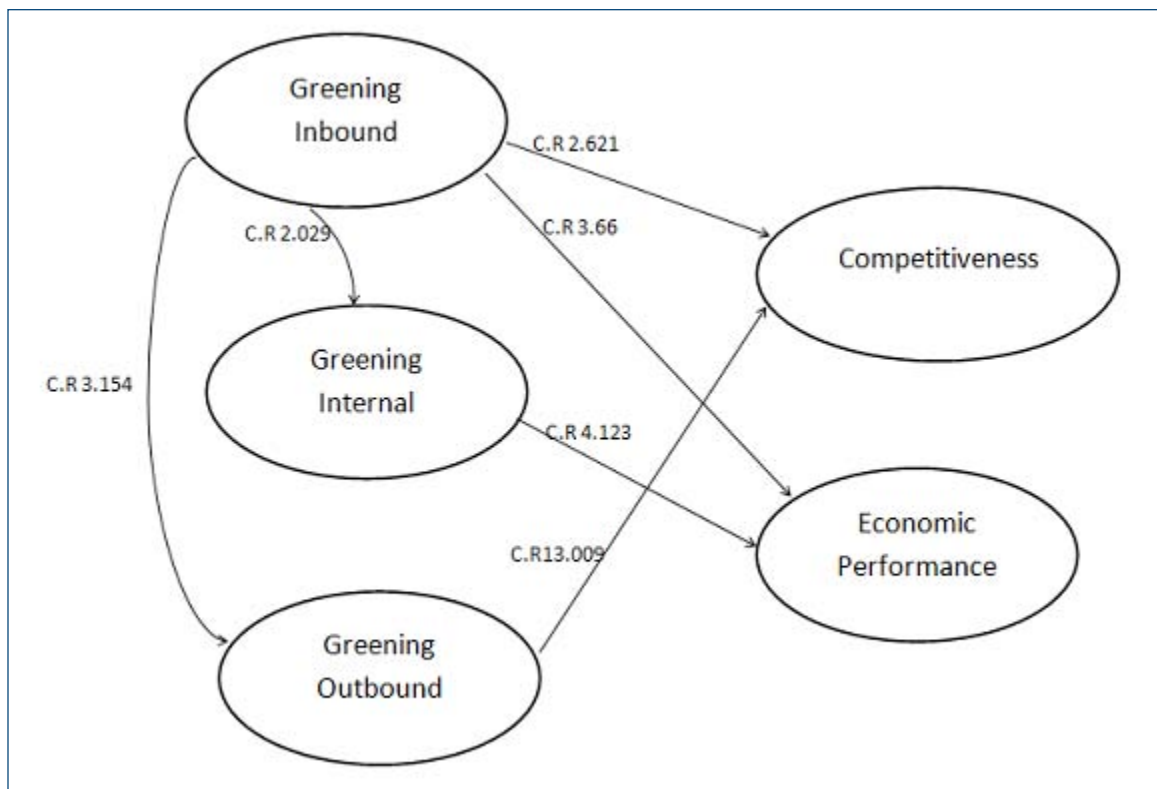 Greening
Inbound
C.R 2.621
C.R 2.029
C.R 3.66
Competitiveness
Greening
Internal
C.R 3.154
C.R 4.123
Economic
Performance
C.R13.009
Greening
Outbound